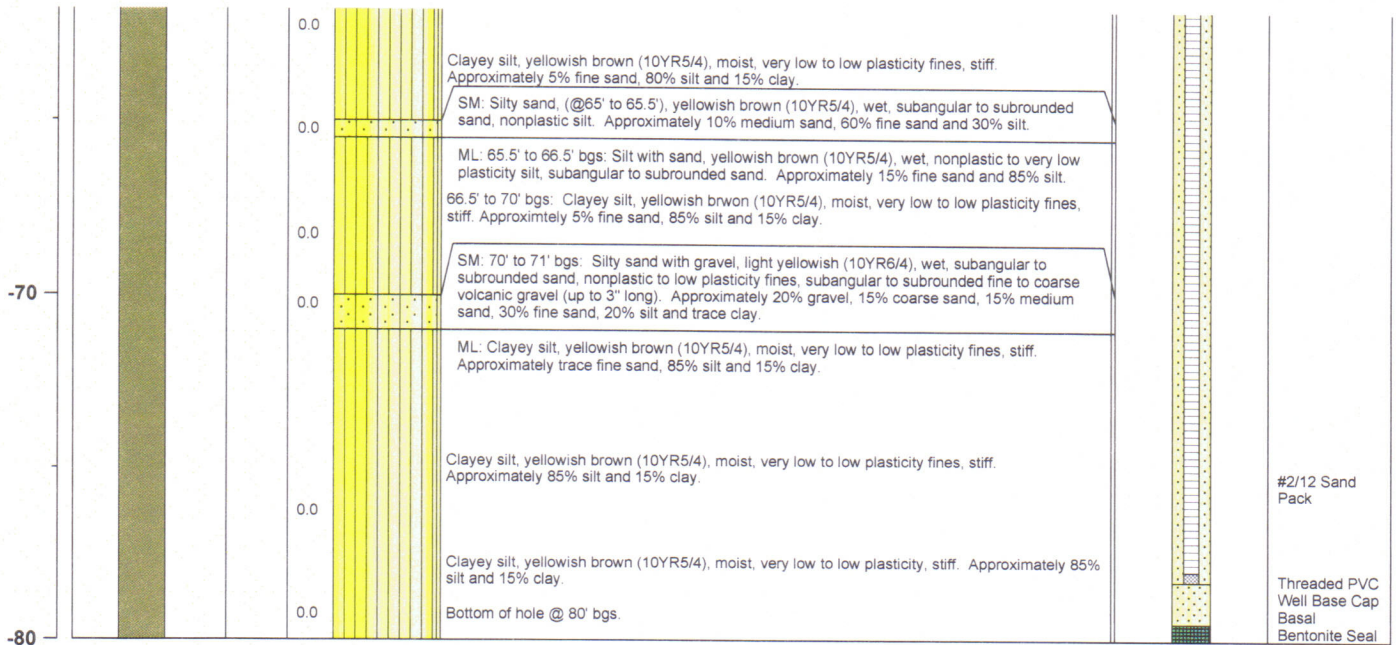 0.0
Clayey silt, yellowish brown (10YR5/4), moist, very low to low plasticity fines, stiff.
Approximately 5% fine sand, 80% silt and 15% clay.
SM: Silty sand, (@65' to 65.5'), yellowish brown (10YR5/4), wet, subangular to subrounded
sand, nonplastic silt. Approximately 10% medium sand, 60% fine sand and 30% silt.
0.0
ML: 65.5' to 66.5' bgs: Silt with sand, yellowish brown (10YR5/4), wet, nonplastic to very low
plasticity silt, subangular to subrounded sand. Approximately 15% fine sand and 85% silt.
66.5' to 70' bgs: Clayey silt, yellowish brwon (10YR5/4), moist, very low to low plasticity fines,
stiff. Approximtely 5% fine sand, 85% silt and 15% clay.
0.0
SM: 70' to 71' bgs: Silty sand with gravel, light yellowish (10YR6/4), wet, subangular to
subrounded sand, nonplastic to low plasticity fines, subangular to subrounded fine to coarse
volcanic gravel (up to 3" long). Approximately 20% gravel, 15% coarse sand, 15% medium
sand, 30% fine sand, 20% silt and trace clay.
-70
0.0
ML: Clayey silt, yellowish brown (10YR5/4), moist, very low to low plasticity fines, stiff.
Approximately trace fine sand, 85% silt and 15% clay.
Clayey silt, yellowish brown (10YR5/4), moist, very low to low plasticity fines, stiff.
Approximately 85% silt and 15% clay.
#2/12 Sand
Pack
0.0
Clayey silt, yellowish brown (10YR5/4), moist, very low to low plasticity, stiff. Approximately 85%
silt and 15% clay.
Threaded PVC
Well Base Cap
0.0
Bottom of hole @ 80' bgs.
Basal
Bentonite Seal
-80